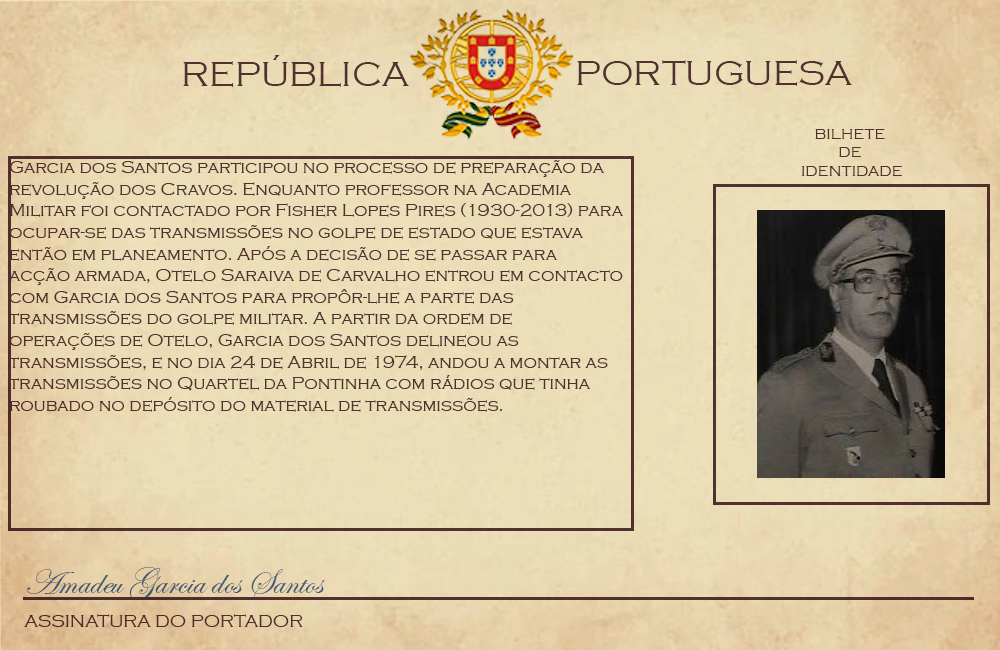 REPÚBLICA PORTUGUESA
BILHETE
DE
IDENTIDADE
Garcia dos Santos participou no processo de preparação da
revolução dos Cravos. Enquanto professor na Academia
Militar foi contactado por Fisher Lopes Pires (1930-2013) para
ocupar-se das transmissões no golpe de estado que estava
então em planeamento. Após a decisão de se passar para
acção armada, Otelo Saraiva de Carvalho entrou em contacto
com Garcia dos Santos para propôr-lhe a parte das
transmissões do golpe militar. A partir da ordem de
operações de Otelo, Garcia dos Santos delineou as
transmissões, e no dia 24 de Abril de 1974, andou a montar as
transmissões no Quartel da Pontinha com rádios que tinha
roubado no depósito do material de transmissões.
Amadeu Garcia dos Santos
ASSINATURA DO PORTADOR